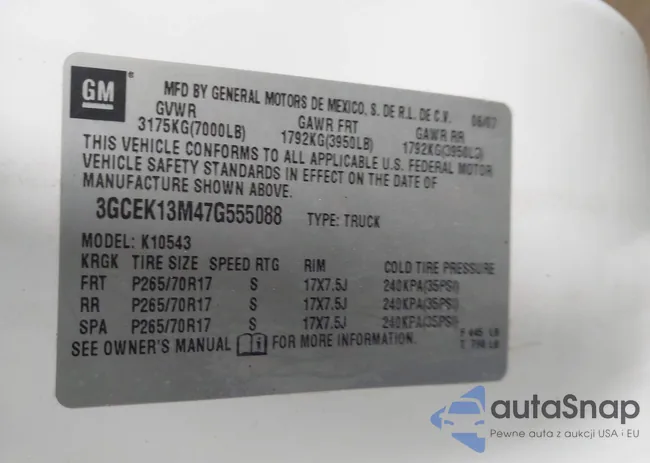 GM
MFD BY GENERAL MOTORS DE MEXICO, S. DE R.L. DE C.V. 06/07
GVWR GAWR FRT GAWR RR
3175KG(7000LB) 1792KG(3950LB) 1792KG(3950LB)
THIS VEHICLE CONFORMS TO ALL APPLICABLE U.S. FEDERAL MOTOR
VEHICLE SAFETY STANDARDS IN EFFECT ON THE DATE OF
MANUFACTURE SHOWN ABOVE.
3GCEK13M47G555088 TYPE: TRUCK
MODEL: K10543
KRGK TIRE SIZE SPEED RTG RIM COLD TIRE PRESSURE
FRT P265/70R17 S 17X7.5J 240KPA(35PSI)
RR P265/70R17 S 17X7.5J 240KPA(35PSI)
SPA P265/70R17 S 17X7.5J 240KPA(35PSI)
SEE OWNER'S MANUAL FOR MORE INFORMATION.
autaSnap
Pewne auta z aukcji USA i EU